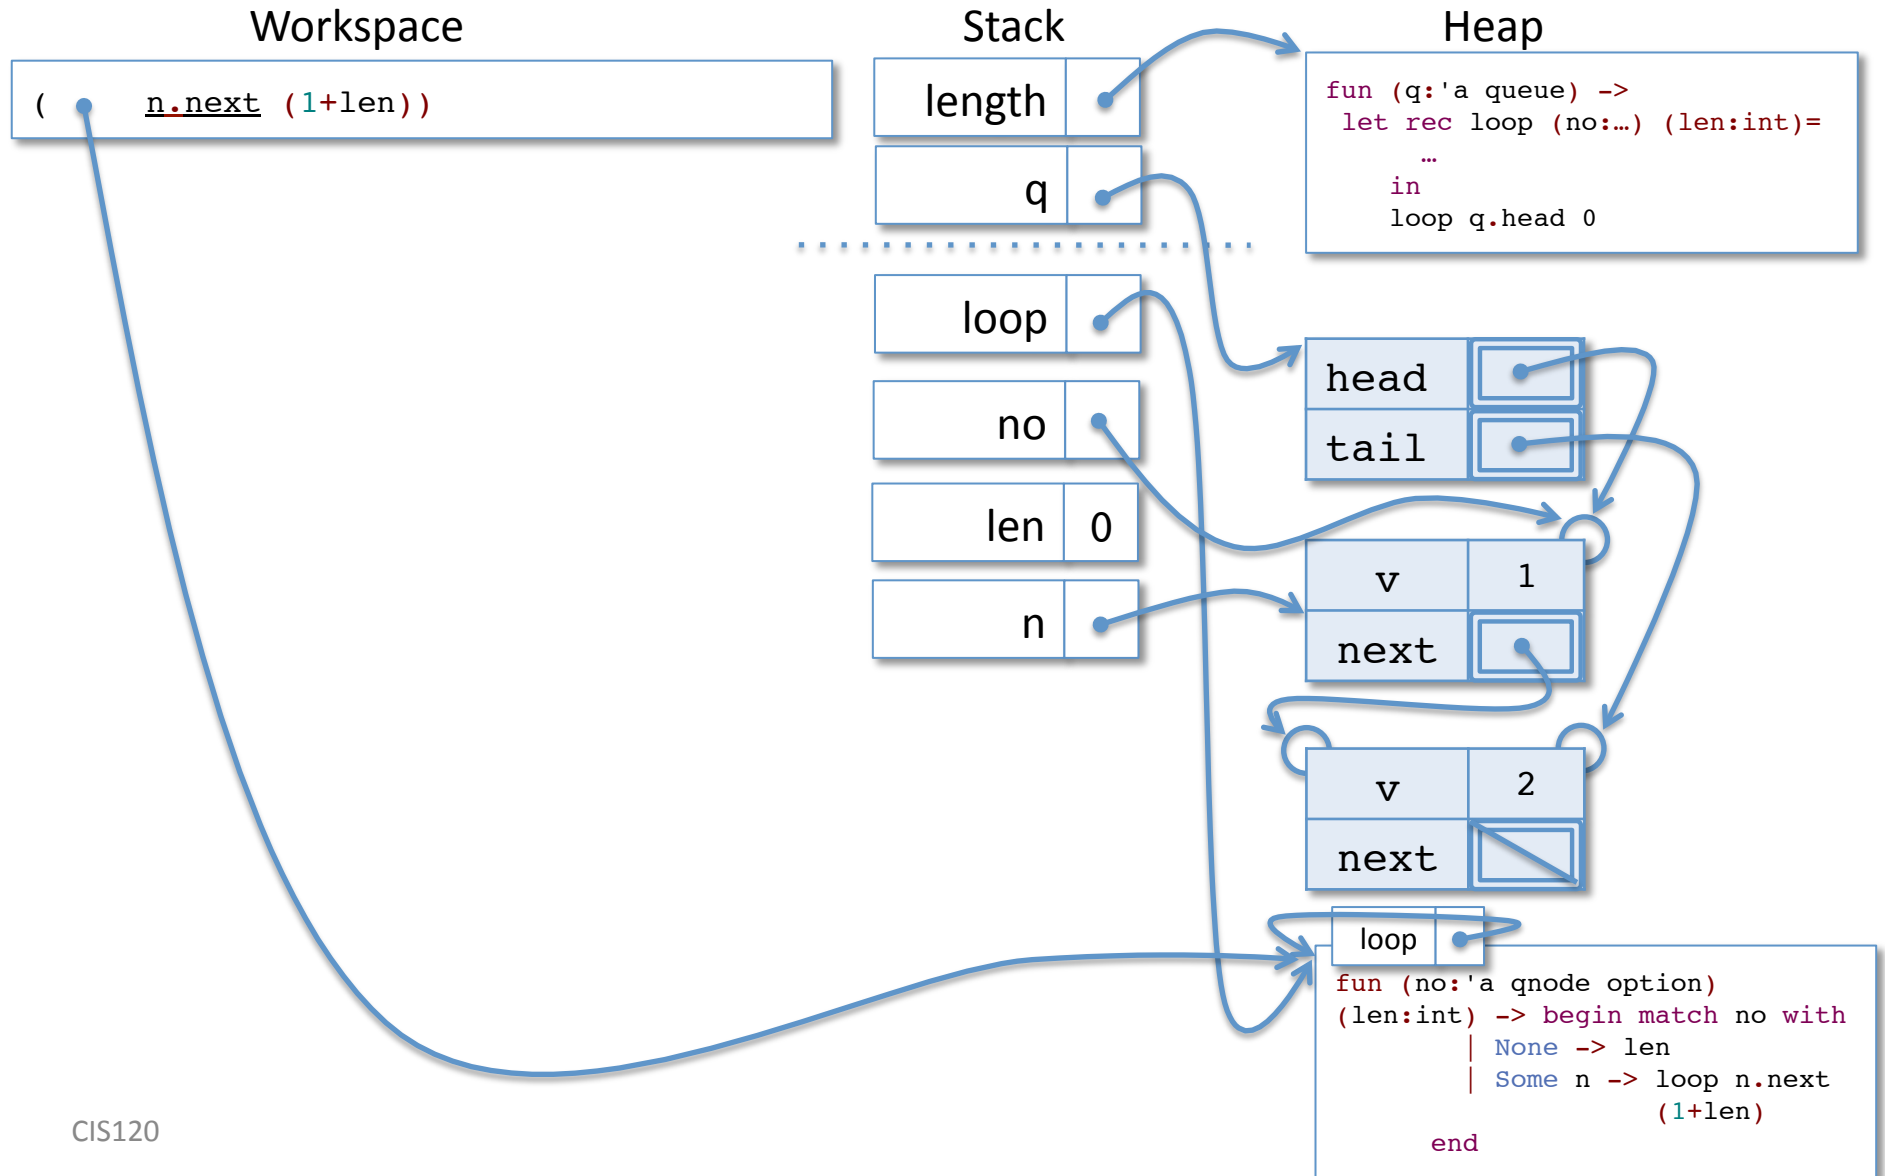 Workspace
Stack
Heap
( n.next (1+len))
length
q
loop
no
len 0
n
fun (q:'a queue) ->
let rec loop (no:…) (len:int)=
…
in
loop q.head 0
head
tail
v 1
next
v 2
next
loop
fun (no:'a qnode option)
(len:int) -> begin match no with
| None -> len
| Some n -> loop n.next
(1+len)
end
CIS120